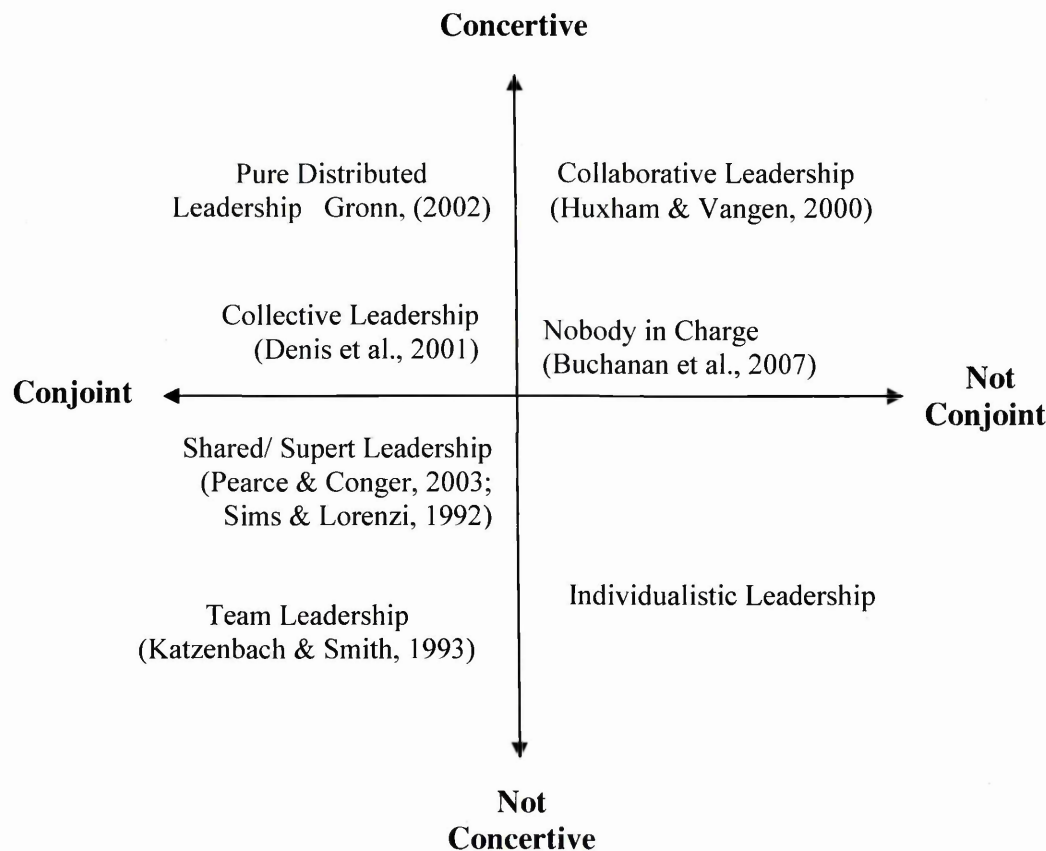 Concertive
Pure Distributed
Leadership Gronn, (2002)
Collaborative Leadership
(Huxham & Vangen, 2000)
Collective Leadership
(Denis et al., 2001)
Nobody in Charge
(Buchanan et al., 2007)
Conjoint
Not
Conjoint
Shared/ Supert Leadership
(Pearce & Conger, 2003;
Sims & Lorenzi, 1992)
Individualistic Leadership
Team Leadership
(Katzenbach & Smith, 1993)
Not
Concertive